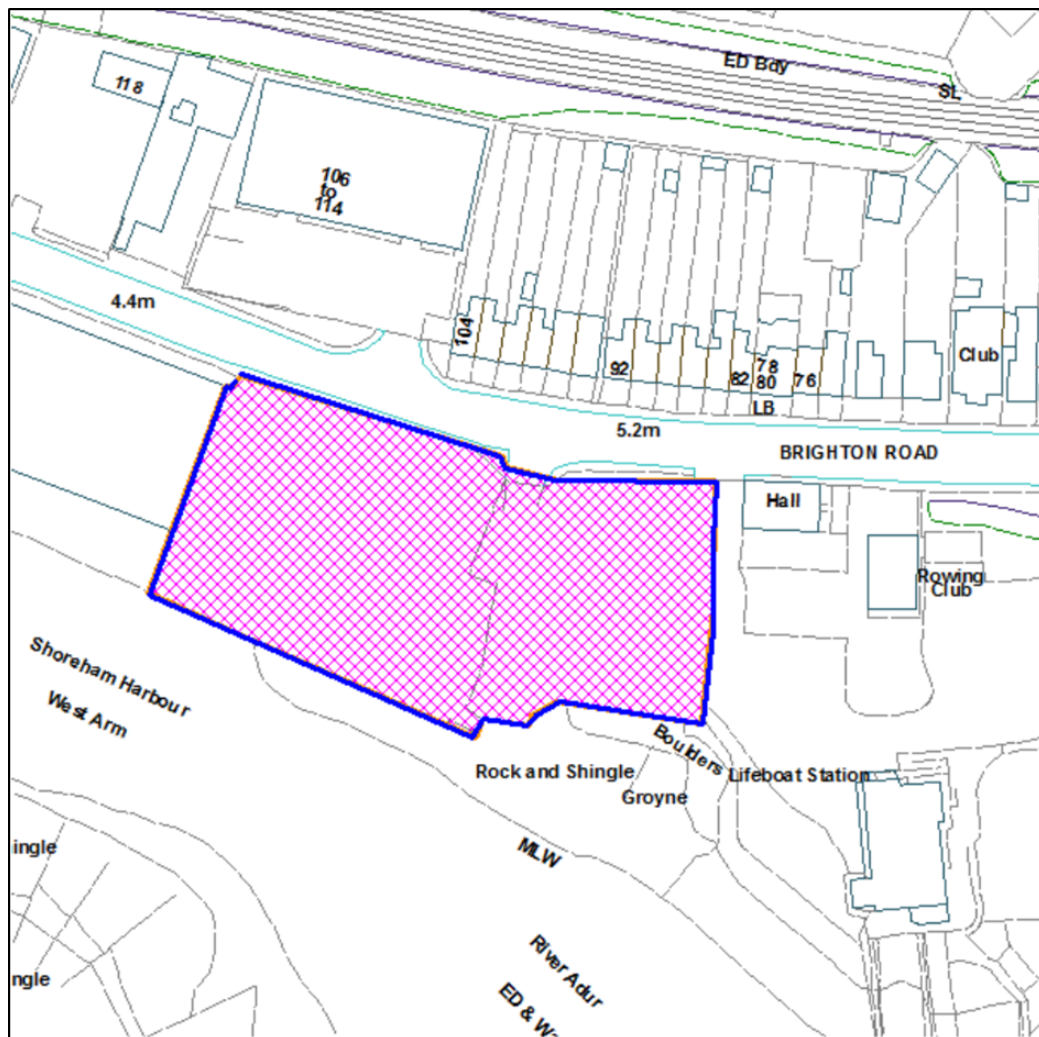 ED Bdy
SL
118
106
to
114
4.4m
104
92
82
78
80
76
Club
LB
5.2m
BRIGHTON ROAD
Hall
Rowing
Club
Shoreham Harbour
West Arm
Boulders
Rock and Shingle
Lifeboat Station
Groyne
MLW
ingle
River Adur
ngle
ED & W